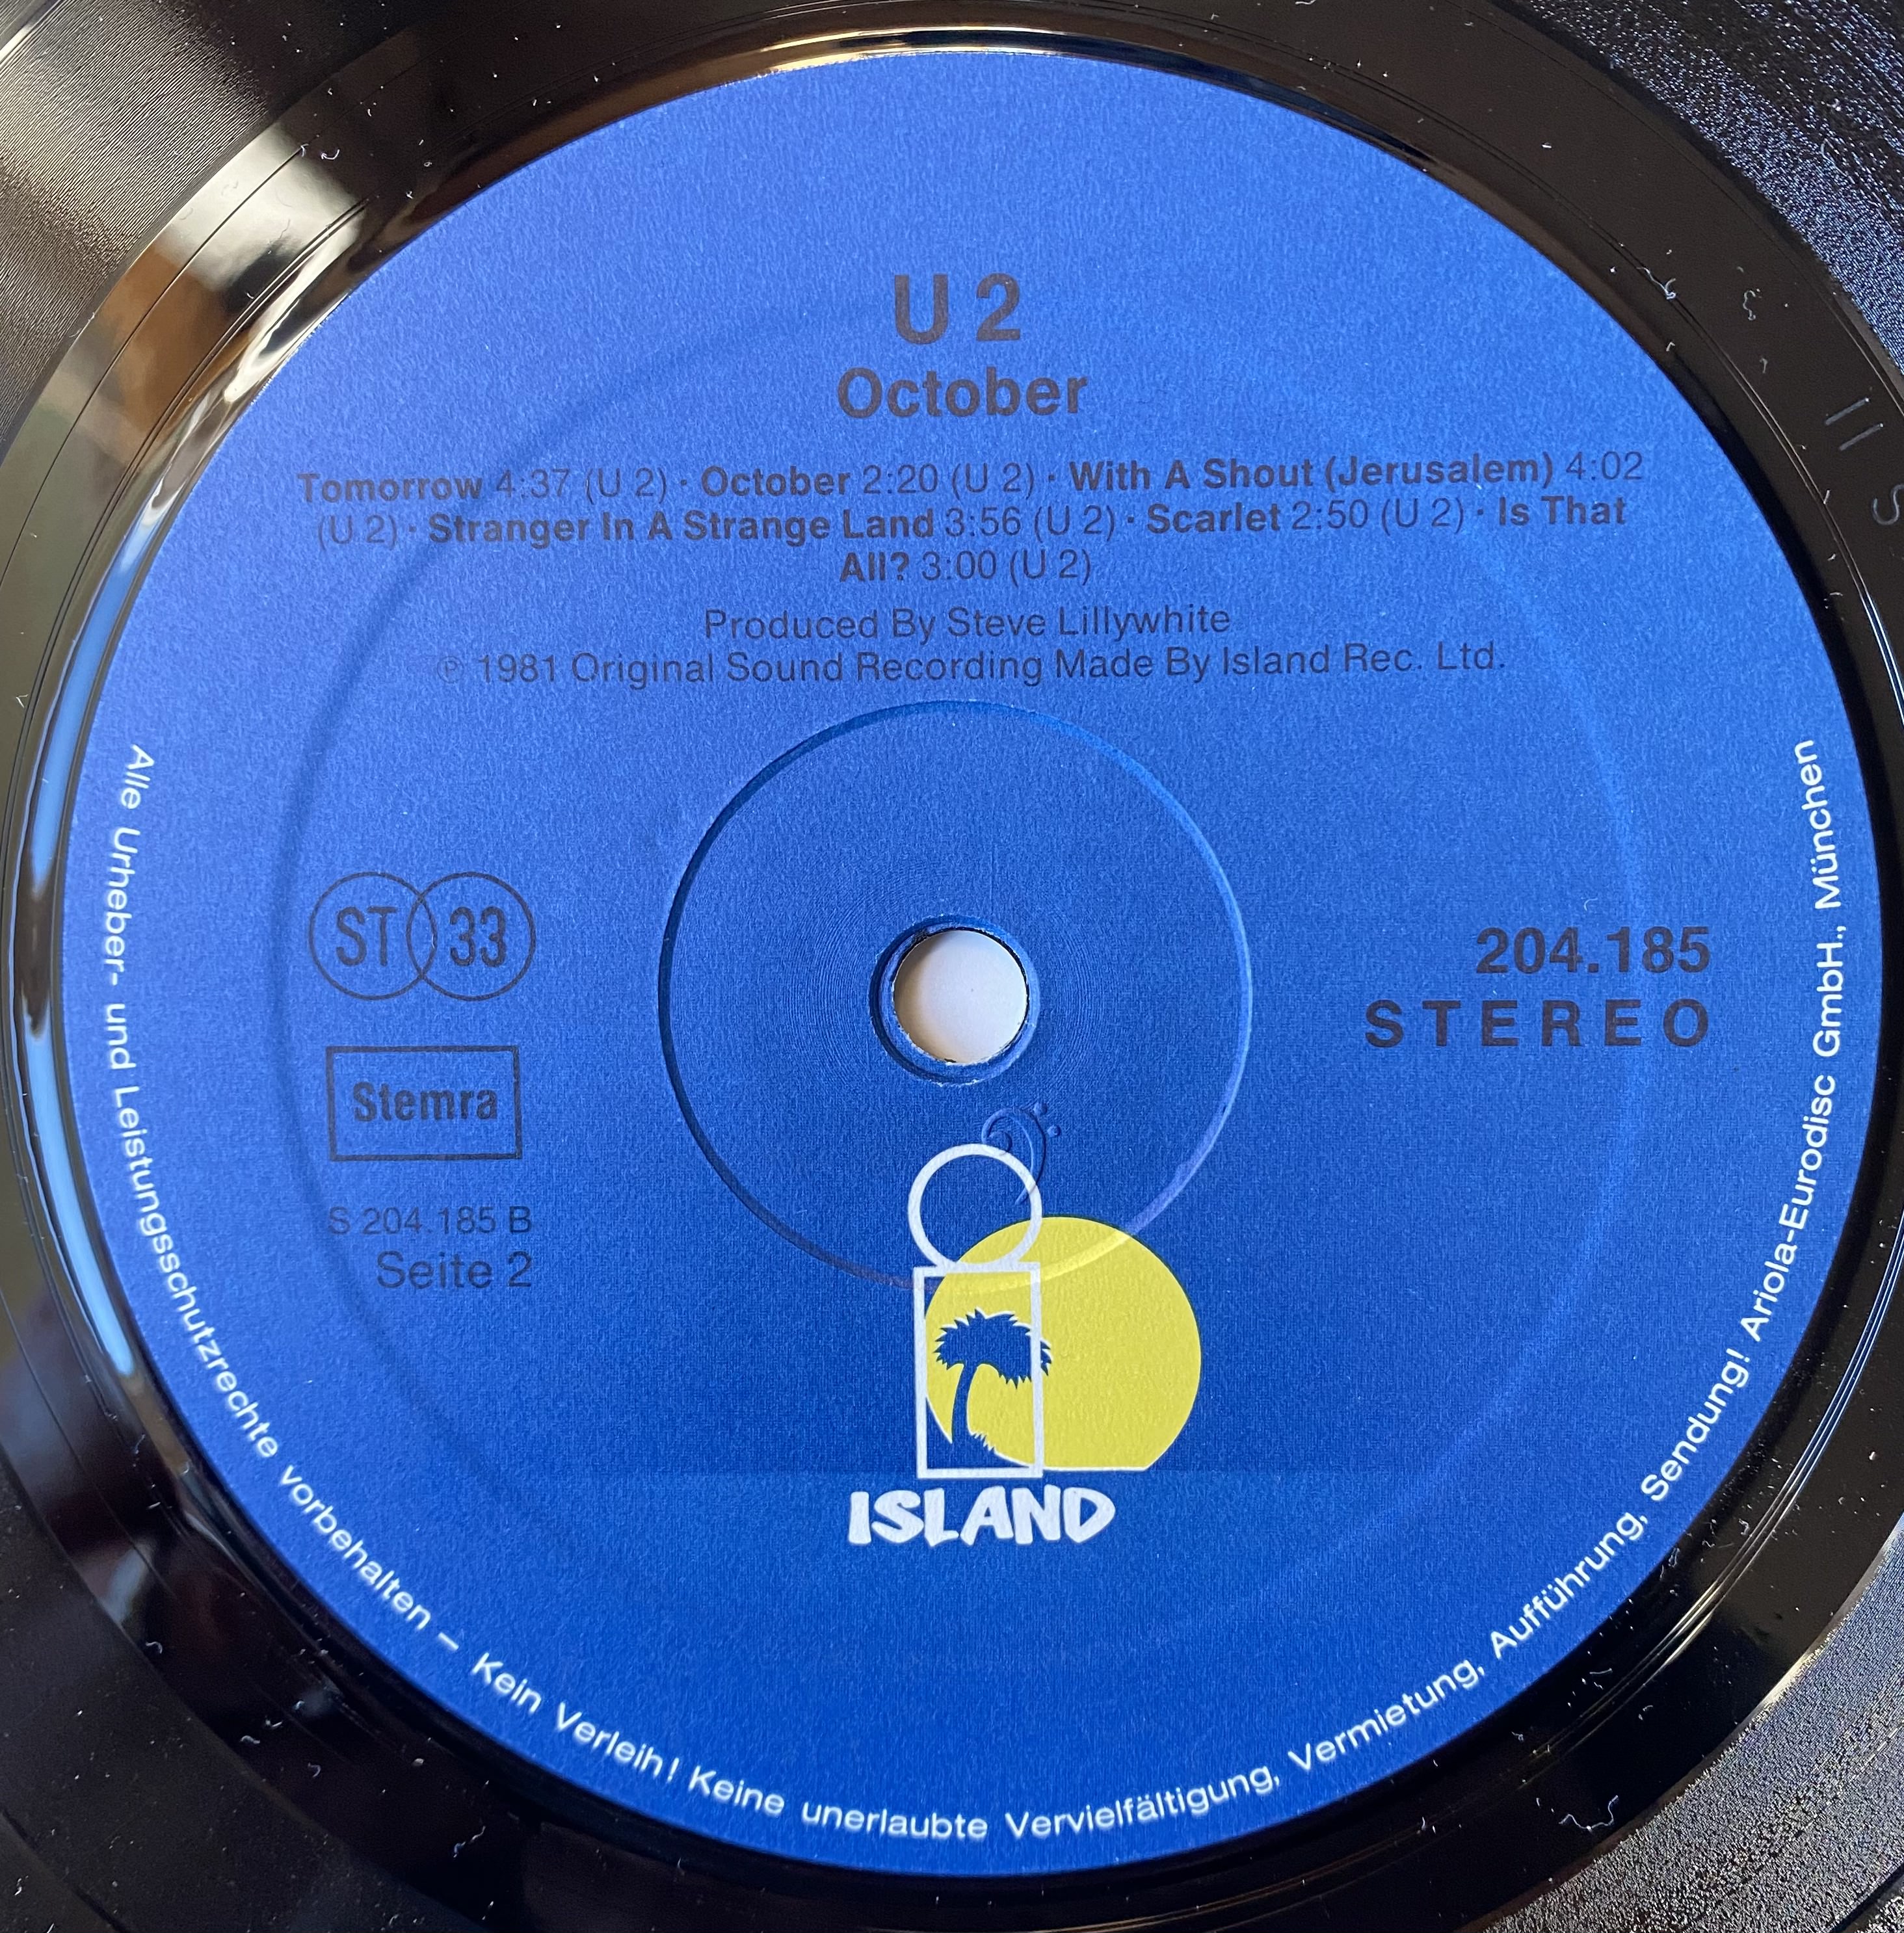 U 2
October
Tomorrow 4:37 (U 2) · October 2:20 (U 2) · With A Shout (Jerusalem) 4:02
(U 2) · Stranger In A Strange Land 3:56 (U 2) · Scarlet 2:50 (U 2) · Is That
All? 3:00 (U 2)
Produced By Steve Lillywhite
℗ 1981 Original Sound Recording Made By Island Rec. Ltd.
ST 33
Stemra
S 204.185 B
Seite 2
204.185
STEREO
ISLAND
Alle Urheber- und Leistungsschutzrechte vorbehalten – Kein Verleih! Keine unerlaubte Vervielfältigung, Vermietung, Aufführung, Sendung! Ariola-Eurodisc GmbH., München